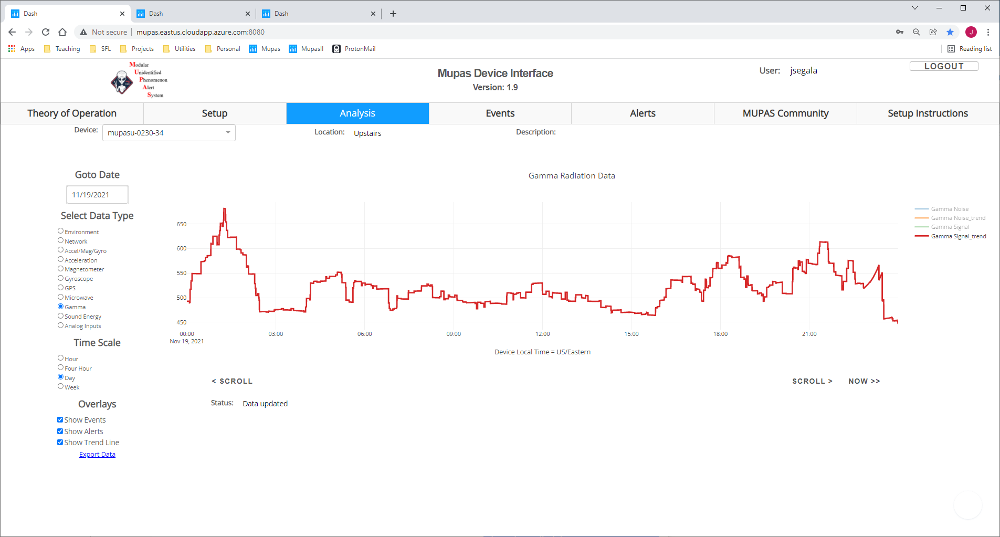 Dash
Dash
Dash
Not secure
mupas.eastus.cloudapp.azure.com:8080
J
Apps
Teaching
SFL
Projects
Utilities
Personal
Mupas
MupasII
ProtonMail
Reading list
Modular
Unidentified
Phenomenon
Alert
System
Mupas Device Interface
Version: 1.9
User: jsegala
LOGOUT
Theory of Operation
Setup
Analysis
Events
Alerts
MUPAS Community
Setup Instructions
Device: mupasu-0230-34
Location: Upstairs
Description:
Goto Date
11/19/2021
Select Data Type
Environment
Network
Accel/Mag/Gyro
Acceleration
Magnetometer
Gyroscope
GPS
Microwave
Gamma
Sound Energy
Analog Inputs
Time Scale
Hour
Four Hour
Day
Week
Overlays
Show Events
Show Alerts
Show Trend Line
Export Data
Gamma Radiation Data
650
600
550
500
450
00:00
03:00
06:00
09:00
12:00
15:00
18:00
21:00
Nov 19, 2021
Device Local Time = US/Eastern
Gamma Noise
Gamma Noise_trend
Gamma Signal
Gamma Signal_trend
< SCROLL
SCROLL >
NOW >>
Status: Data updated